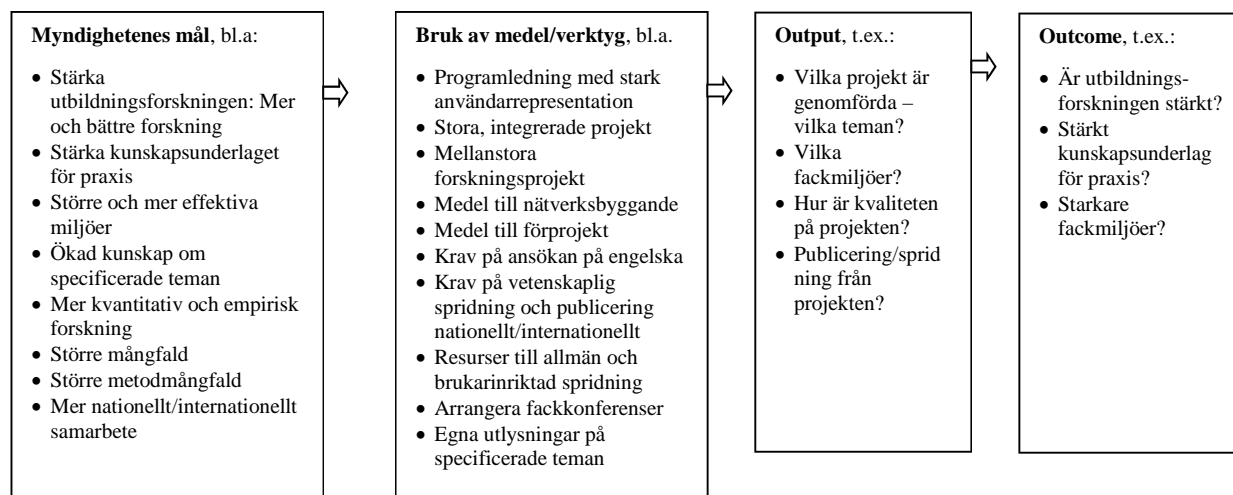 Myndighetenes mål, bl.a:
• Stärka
utbildningsforskningen: Mer
och bättre forskning
• Stärka kunskapsunderlaget
för praxis
• Större och mer effektiva
miljöer
• Ökad kunskap om
specificerade teman
• Mer kvantitativ och empirisk
forskning
• Större mångfald
• Större metodmångfald
• Mer nationellt/internationellt
samarbete
Bruk av medel/verktyg, bl.a.
• Programledning med stark
användarrepresentation
• Stora, integrerade projekt
• Mellanstora
forskningsprojekt
• Medel till nätverksbyggande
• Medel till förprojekt
• Krav på ansökan på engelska
• Krav på vetenskaplig
spridning och publicering
nationellt/internationellt
• Resurser till allmän och
brukarinriktad spridning
• Arrangera fackkonferenser
• Egna utlysningar på
specificerade teman
Output, t.ex.:
• Vilka projekt är
genomförda –
vilka teman?
• Vilka
fackmiljöer?
• Hur är kvaliteten
på projekten?
• Publicering/sprid
ning från
projekten?
Outcome, t.ex.:
• Är utbildnings-
forskningen stärkt?
• Stärkt
kunskapsunderlag
för praxis?
• Starkare
fackmiljöer?